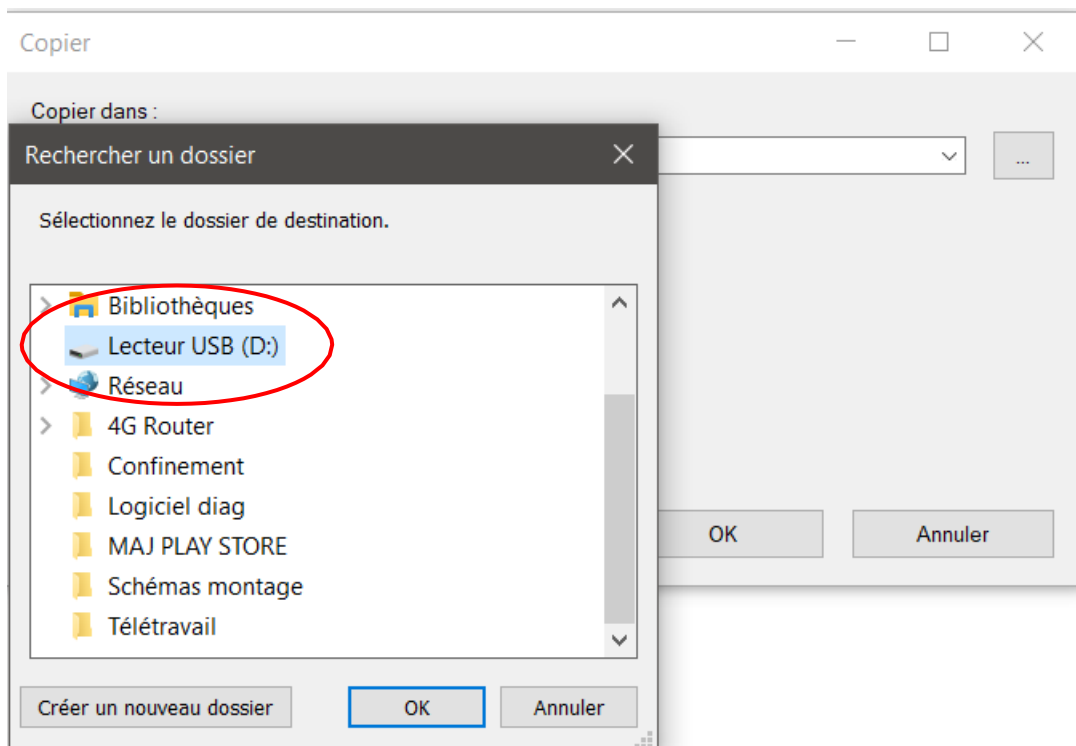 Copier
Copier dans :
...
Rechercher un dossier
Sélectionnez le dossier de destination.
Bibliothèques
Lecteur USB (D:)
Réseau
4G Router
Confinement
Logiciel diag
MAJ PLAY STORE
Schémas montage
Télétravail
OK
Annuler
Créer un nouveau dossier
OK
Annuler